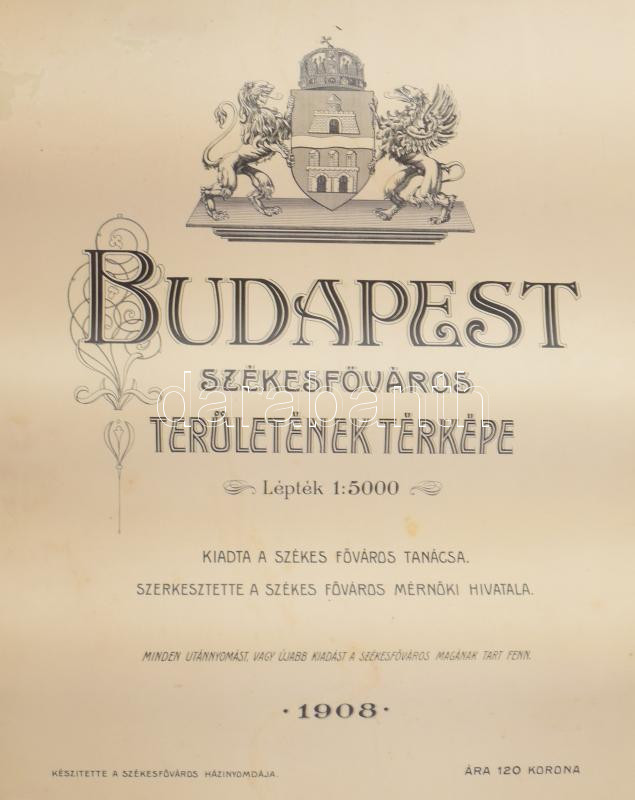 BUDAPEST
SZÉKESFŐVÁROS
darabanth
TERÜLETÉNEK TÉRKÉPE
Lépték 1:5000
KIADTA A SZÉKES FŐVÁROS TANÁCSA.
SZERKESZTETTE A SZÉKES FŐVÁROS MÉRNÖKI HIVATALA.
MINDEN UTÁNNYOMÁST, VAGY ÚJABB KIADÁST A SZÉKESFŐVÁROS MAGÁNAK TART FENN.
· 1908 ·
KÉSZITETTE A SZÉKESFŐVÁROS HÁZINYOMDÁJA.
ÁRA 120 KORONA